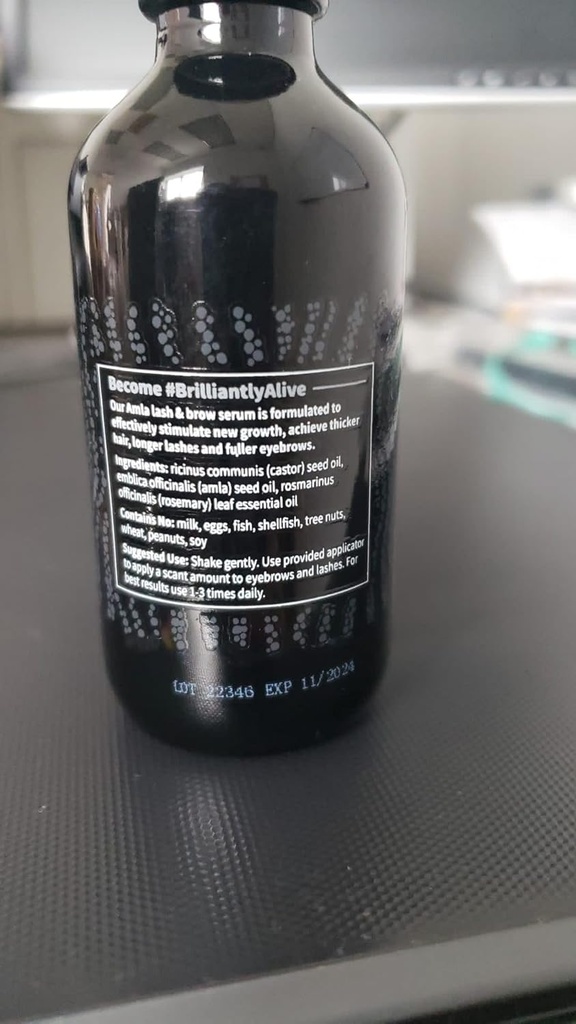 Become #BrilliantlyAlive
Our Amla lash & brow serum is formulated to
effectively stimulate new growth, achieve thicker
hair, longer lashes and fuller eyebrows.
Ingredients: ricinus communis (castor) seed oil,
emblica officinalis (amla) seed oil, rosmarinus
officinalis (rosemary) leaf essential oil
Contains No: milk, eggs, fish, shellfish, tree nuts,
wheat, peanuts, soy
Suggested Use: Shake gently. Use provided applicator
to apply a scant amount to eyebrows and lashes. For
best results use 1-3 times daily.
LOT 22346 EXP 11/2024